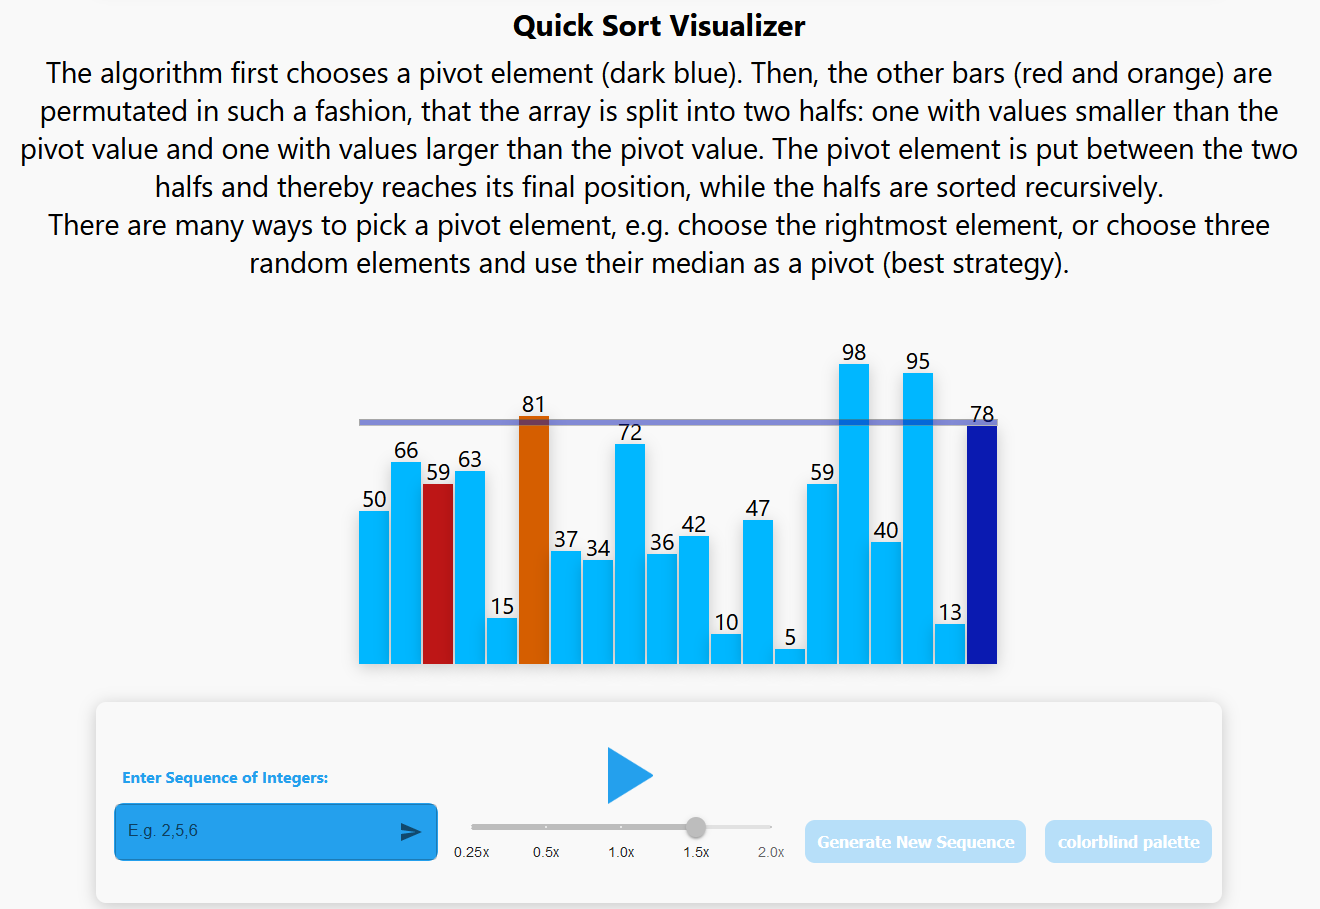 Quick Sort Visualizer
The algorithm first chooses a pivot element (dark blue). Then, the other bars (red and orange) are
permutated in such a fashion, that the array is split into two halfs: one with values smaller than the
pivot value and one with values larger than the pivot value. The pivot element is put between the two
halfs and thereby reaches its final position, while the halfs are sorted recursively.
There are many ways to pick a pivot element, e.g. choose the rightmost element, or choose three
random elements and use their median as a pivot (best strategy).
50 66 59 63 15 81 37 34 72 36 42 10 47 5 59 98 40 95 13 78
Enter Sequence of Integers:
E.g. 2,5,6
0.25x 0.5x 1.0x 1.5x 2.0x
Generate New Sequence
colorblind palette